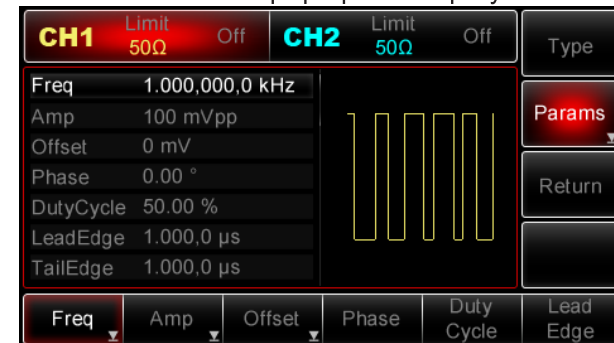 CH1 Limit 50Ω Off CH2 Limit 50Ω Off
Type
Freq 1.000,000,0 kHz
Amp 100 mVpp
Offset 0 mV
Phase 0.00 °
DutyCycle 50.00 %
LeadEdge 1.000,0 µs
TailEdge 1.000,0 µs
Params
Return
Freq Amp Offset Phase Duty Cycle Lead Edge